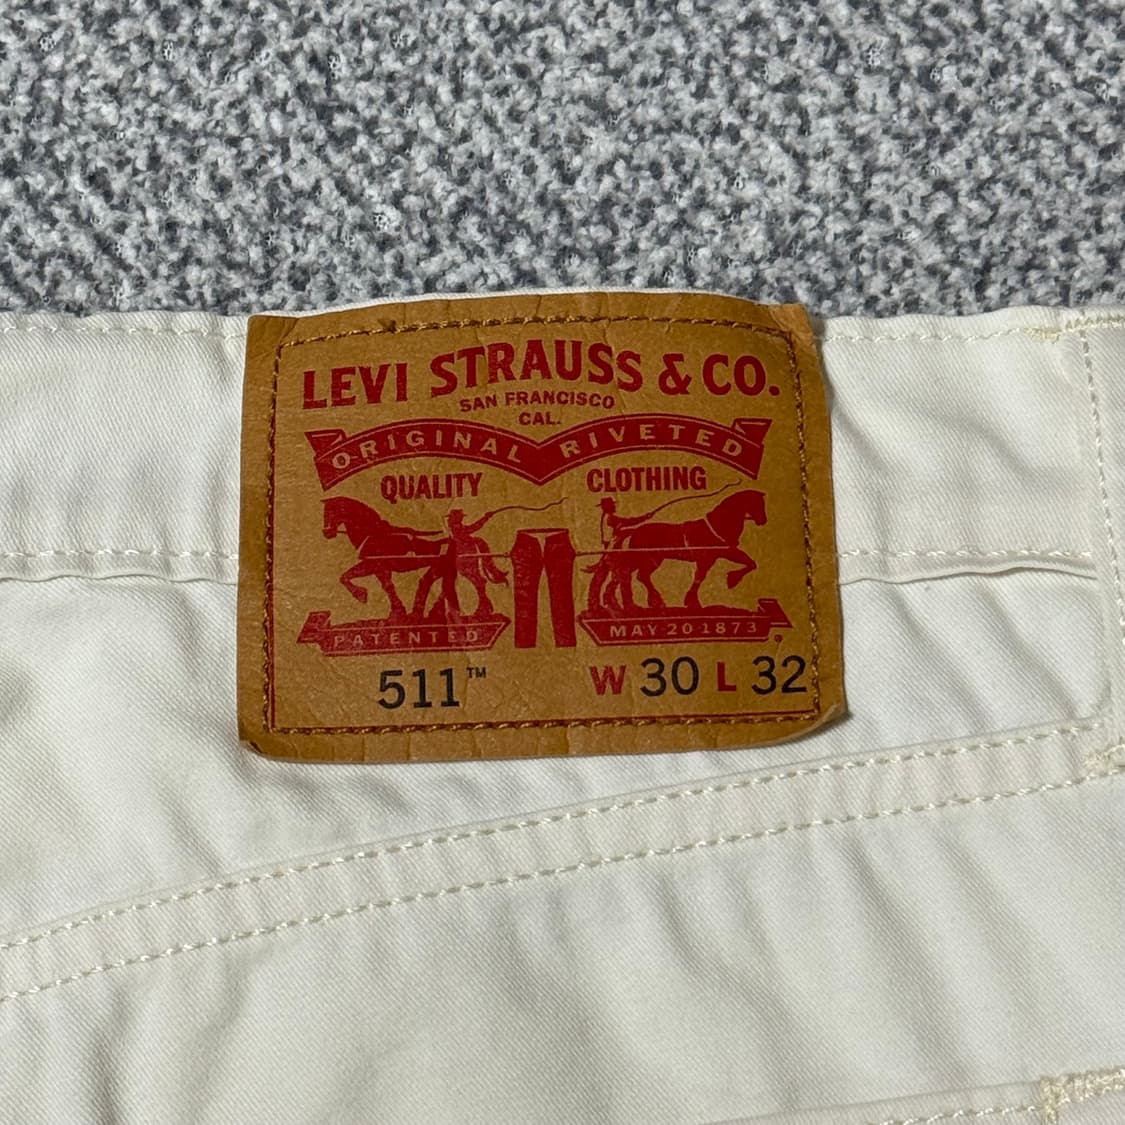 LEVI STRAUSS & CO.
SAN FRANCISCO
CAL.
ORIGINAL RIVETED
QUALITY CLOTHING
PATENTED MAY 20 1873 ®
511™ W 30 L 32